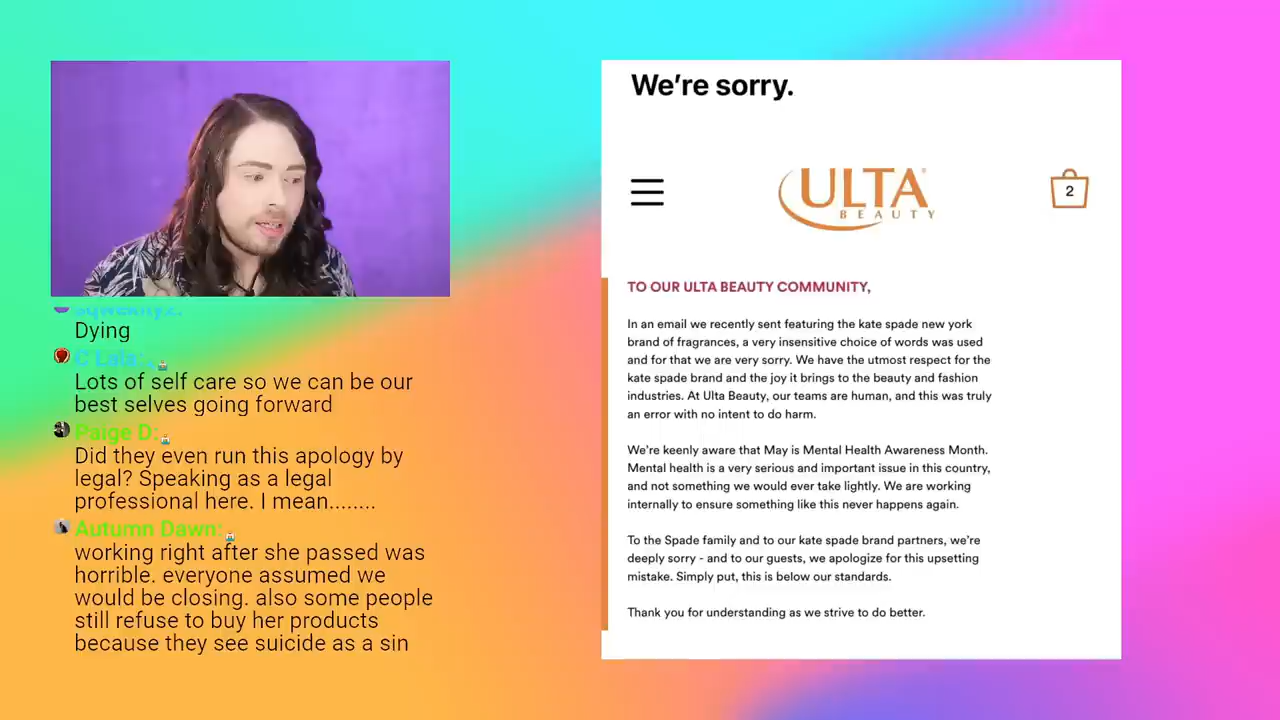 We're sorry.
ULTA
BEAUTY
2
TO OUR ULTA BEAUTY COMMUNITY,
In an email we recently sent featuring the kate spade new york
brand of fragrances, a very insensitive choice of words was used
and for that we are very sorry. We have the utmost respect for the
kate spade brand and the joy it brings to the beauty and fashion
industries. At Ulta Beauty, our teams are human, and this was truly
an error with no intent to do harm.
We're keenly aware that May is Mental Health Awareness Month.
Mental health is a very serious and important issue in this country,
and not something we would ever take lightly. We are working
internally to ensure something like this never happens again.
To the Spade family and to our kate spade brand partners, we're
deeply sorry - and to our guests, we apologize for this upsetting
mistake. Simply put, this is below our standards.
Thank you for understanding as we strive to do better.
Dying
C Lala:
Lots of self care so we can be our
best selves going forward
Paige D:
Did they even run this apology by
legal? Speaking as a legal
professional here. I mean........
Autumn Dawn:
working right after she passed was
horrible. everyone assumed we
would be closing. also some people
still refuse to buy her products
because they see suicide as a sin